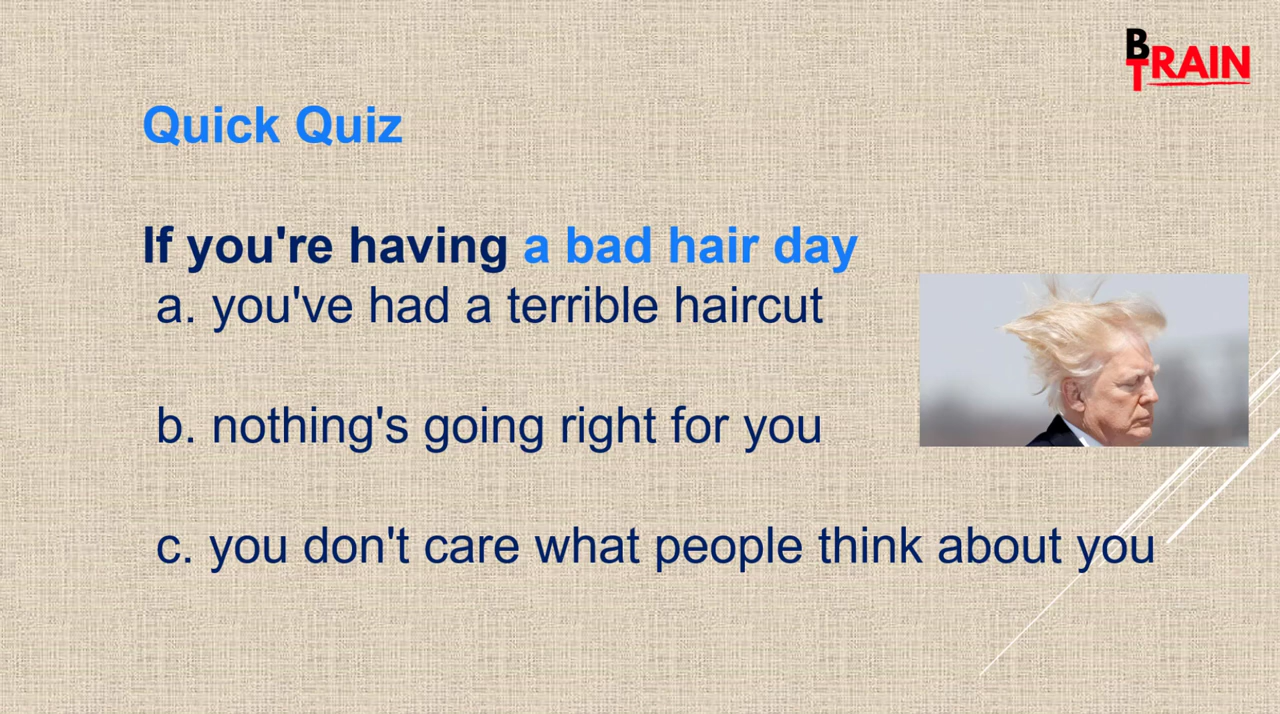 B
TRAIN
Quick Quiz
If you're having a bad hair day
a. you've had a terrible haircut
b. nothing's going right for you
c. you don't care what people think about you